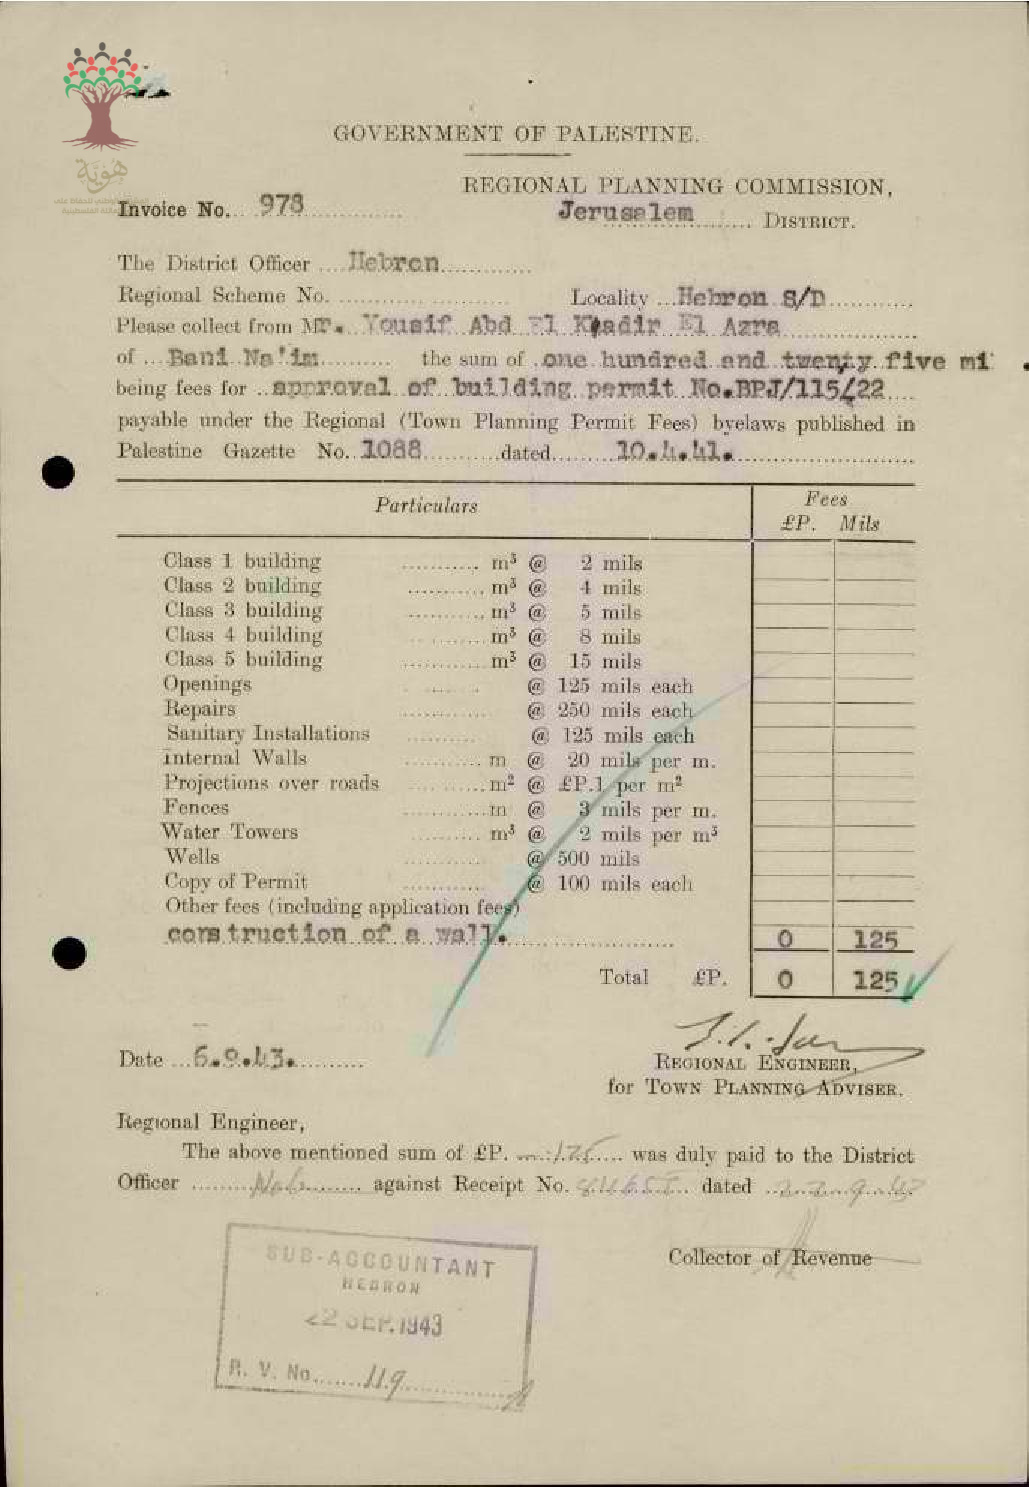 GOVERNMENT OF PALESTINE.
REGIONAL PLANNING COMMISSION,
هُويّة
Invoice No. 978
Jerusalem DISTRICT.
The District Officer Hebron
Regional Scheme No. Locality Hebron S/D
Please collect from Mr. Yousif Abd El Khadir El Azra
of Bani Na'im the sum of one hundred and twenty five mi
being fees for approval of building permit No.BPJ/115/22
payable under the Regional (Town Planning Permit Fees) byelaws published in
Palestine Gazette No. 1088 dated 10.4.41.
Particulars Fees
£P. Mils
Class 1 building m³ @ 2 mils
Class 2 building m³ @ 4 mils
Class 3 building m³ @ 5 mils
Class 4 building m³ @ 8 mils
Class 5 building m³ @ 15 mils
Openings @ 125 mils each
Repairs @ 250 mils each
Sanitary Installations @ 125 mils each
Internal Walls m @ 20 mils per m.
Projections over roads m² @ £P.1 per m²
Fences m @ 3 mils per m.
Water Towers m³ @ 2 mils per m³
Wells @ 500 mils
Copy of Permit @ 100 mils each
Other fees (including application fees)
construction of a wall. 0 125
Total £P. 0 125
Date 6.9.43.
REGIONAL ENGINEER,
for TOWN PLANNING ADVISER.
Regional Engineer,
The above mentioned sum of £P. 125 was duly paid to the District
Officer against Receipt No. dated 22.9.43
Collector of Revenue
SUB-ACCOUNTANT
HEBRON
22 SEP. 1943
R. V. No. 119